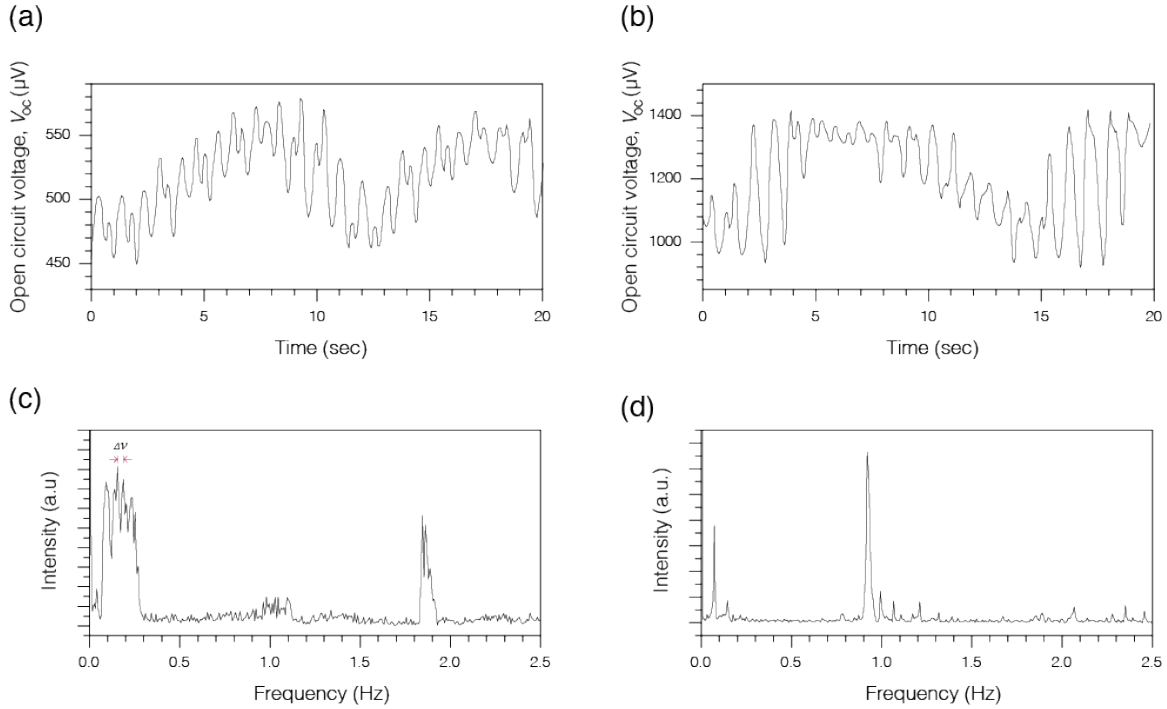 (a)
Open circuit voltage, Voc (µV)
550
500
450
0 5 10 15 20
Time (sec)
(b)
Open circuit voltage, Voc (µV)
1400
1200
1000
0 5 10 15 20
Time (sec)
(c)
Δν
Intensity (a.u)
0.0 0.5 1.0 1.5 2.0 2.5
Frequency (Hz)
(d)
Intensity (a.u.)
0.0 0.5 1.0 1.5 2.0 2.5
Frequency (Hz)